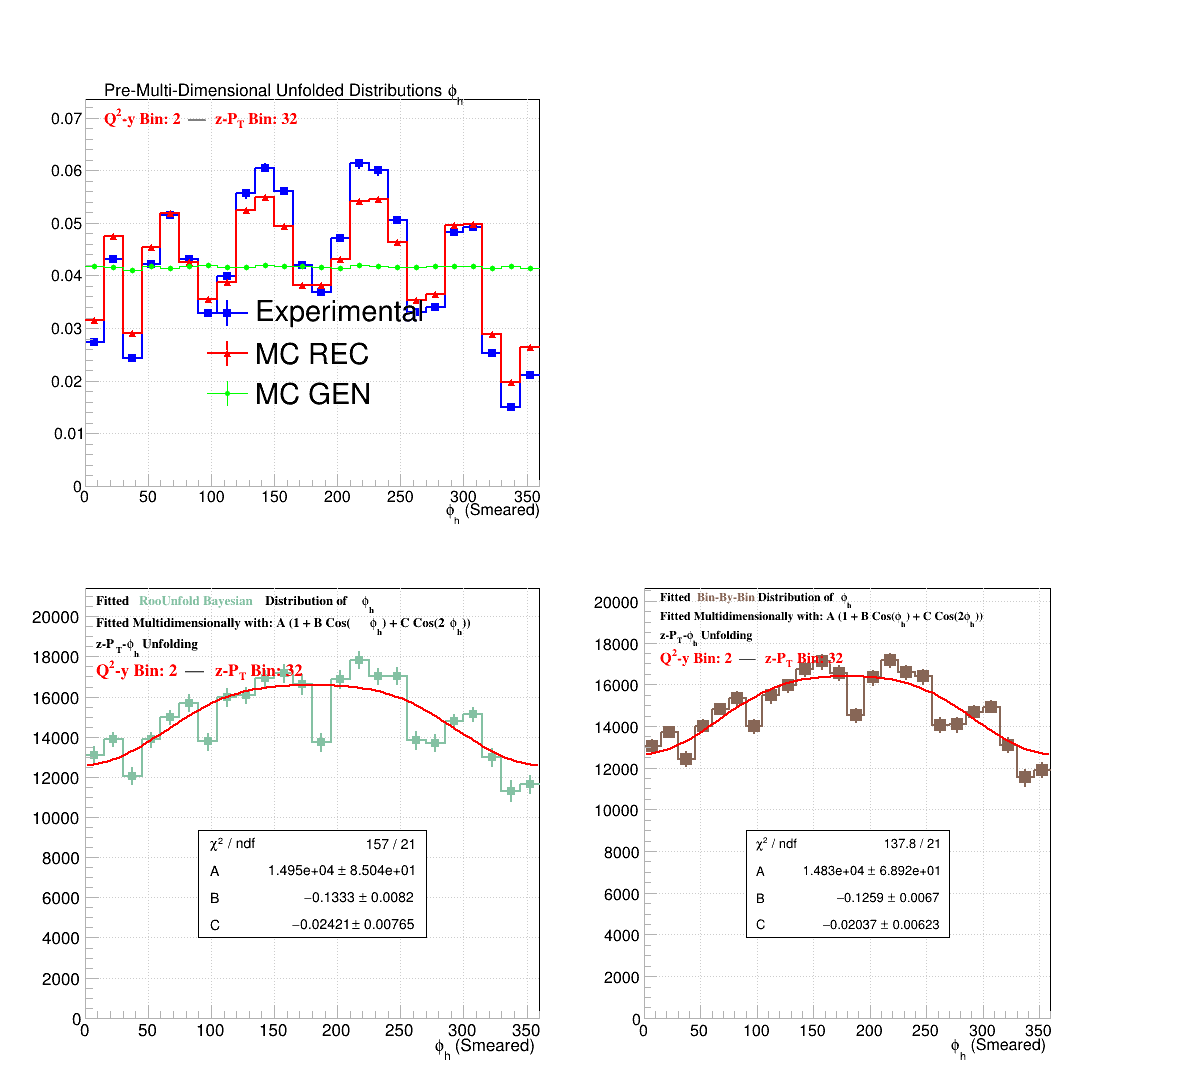 Pre-Multi-Dimensional Unfolded Distributions ϕh
Q²-y Bin: 2 — z-PT Bin: 32
0.07
0.06
0.05
0.04
0.03
0.02
0.01
0
Experimental
MC REC
MC GEN
0 50 100 150 200 250 300 350
ϕh (Smeared)
Fitted RooUnfold Bayesian Distribution of ϕh
Fitted Multidimensionally with: A (1 + B Cos( ϕh) + C Cos(2 ϕh))
z-PT-ϕh Unfolding
Q²-y Bin: 2 — z-PT Bin: 32
20000
18000
16000
14000
12000
10000
8000
6000
4000
2000
0
χ² / ndf 157 / 21
A 1.495e+04 ± 8.504e+01
B −0.1333 ± 0.0082
C −0.02421 ± 0.00765
0 50 100 150 200 250 300 350
ϕh (Smeared)
Fitted Bin-By-Bin Distribution of ϕh
Fitted Multidimensionally with: A (1 + B Cos(ϕh) + C Cos(2ϕh))
z-PT-ϕh Unfolding
Q²-y Bin: 2 — z-PT Bin: 32
20000
18000
16000
14000
12000
10000
8000
6000
4000
2000
0
χ² / ndf 137.8 / 21
A 1.483e+04 ± 6.892e+01
B −0.1259 ± 0.0067
C −0.02037 ± 0.00623
0 50 100 150 200 250 300 350
ϕh (Smeared)